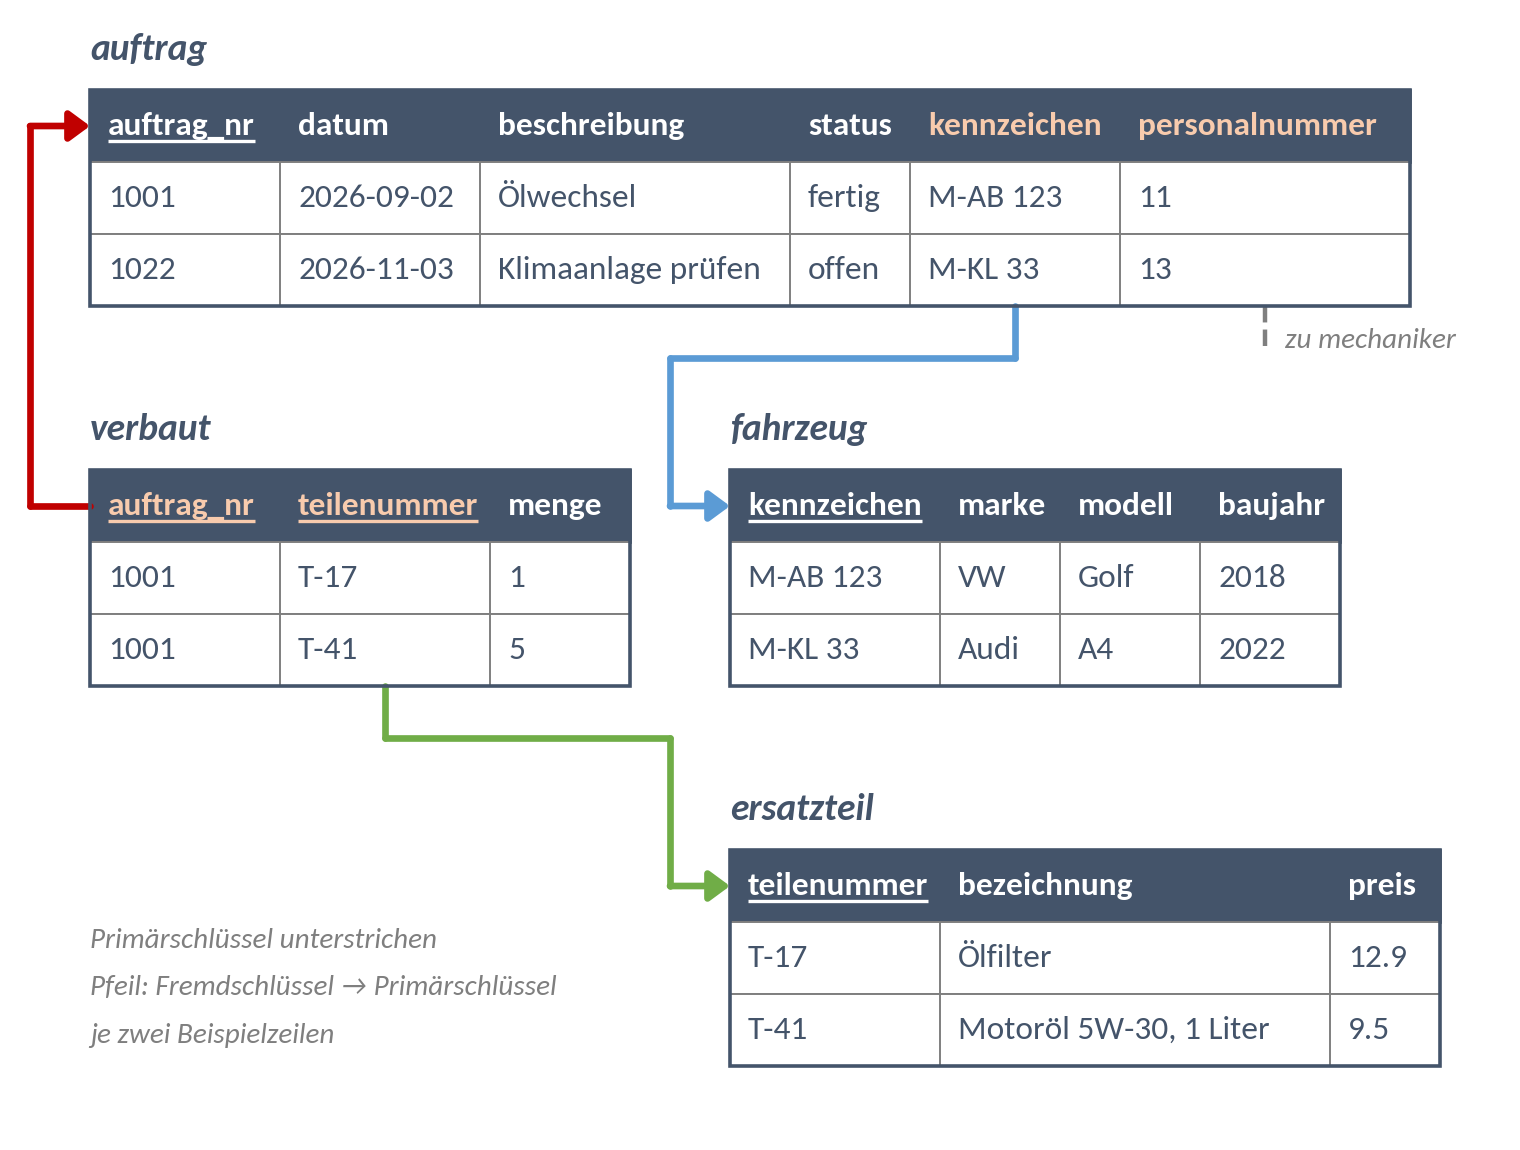 auftrag
auftrag_nr datum beschreibung status kennzeichen personalnummer
1001 2026-09-02 Ölwechsel fertig M-AB 123 11
1022 2026-11-03 Klimaanlage prüfen offen M-KL 33 13
zu mechaniker
verbaut
auftrag_nr teilenummer menge
1001 T-17 1
1001 T-41 5
fahrzeug
kennzeichen marke modell baujahr
M-AB 123 VW Golf 2018
M-KL 33 Audi A4 2022
ersatzteil
teilenummer bezeichnung preis
T-17 Ölfilter 12.9
T-41 Motoröl 5W-30, 1 Liter 9.5
Primärschlüssel unterstrichen
Pfeil: Fremdschlüssel → Primärschlüssel
je zwei Beispielzeilen